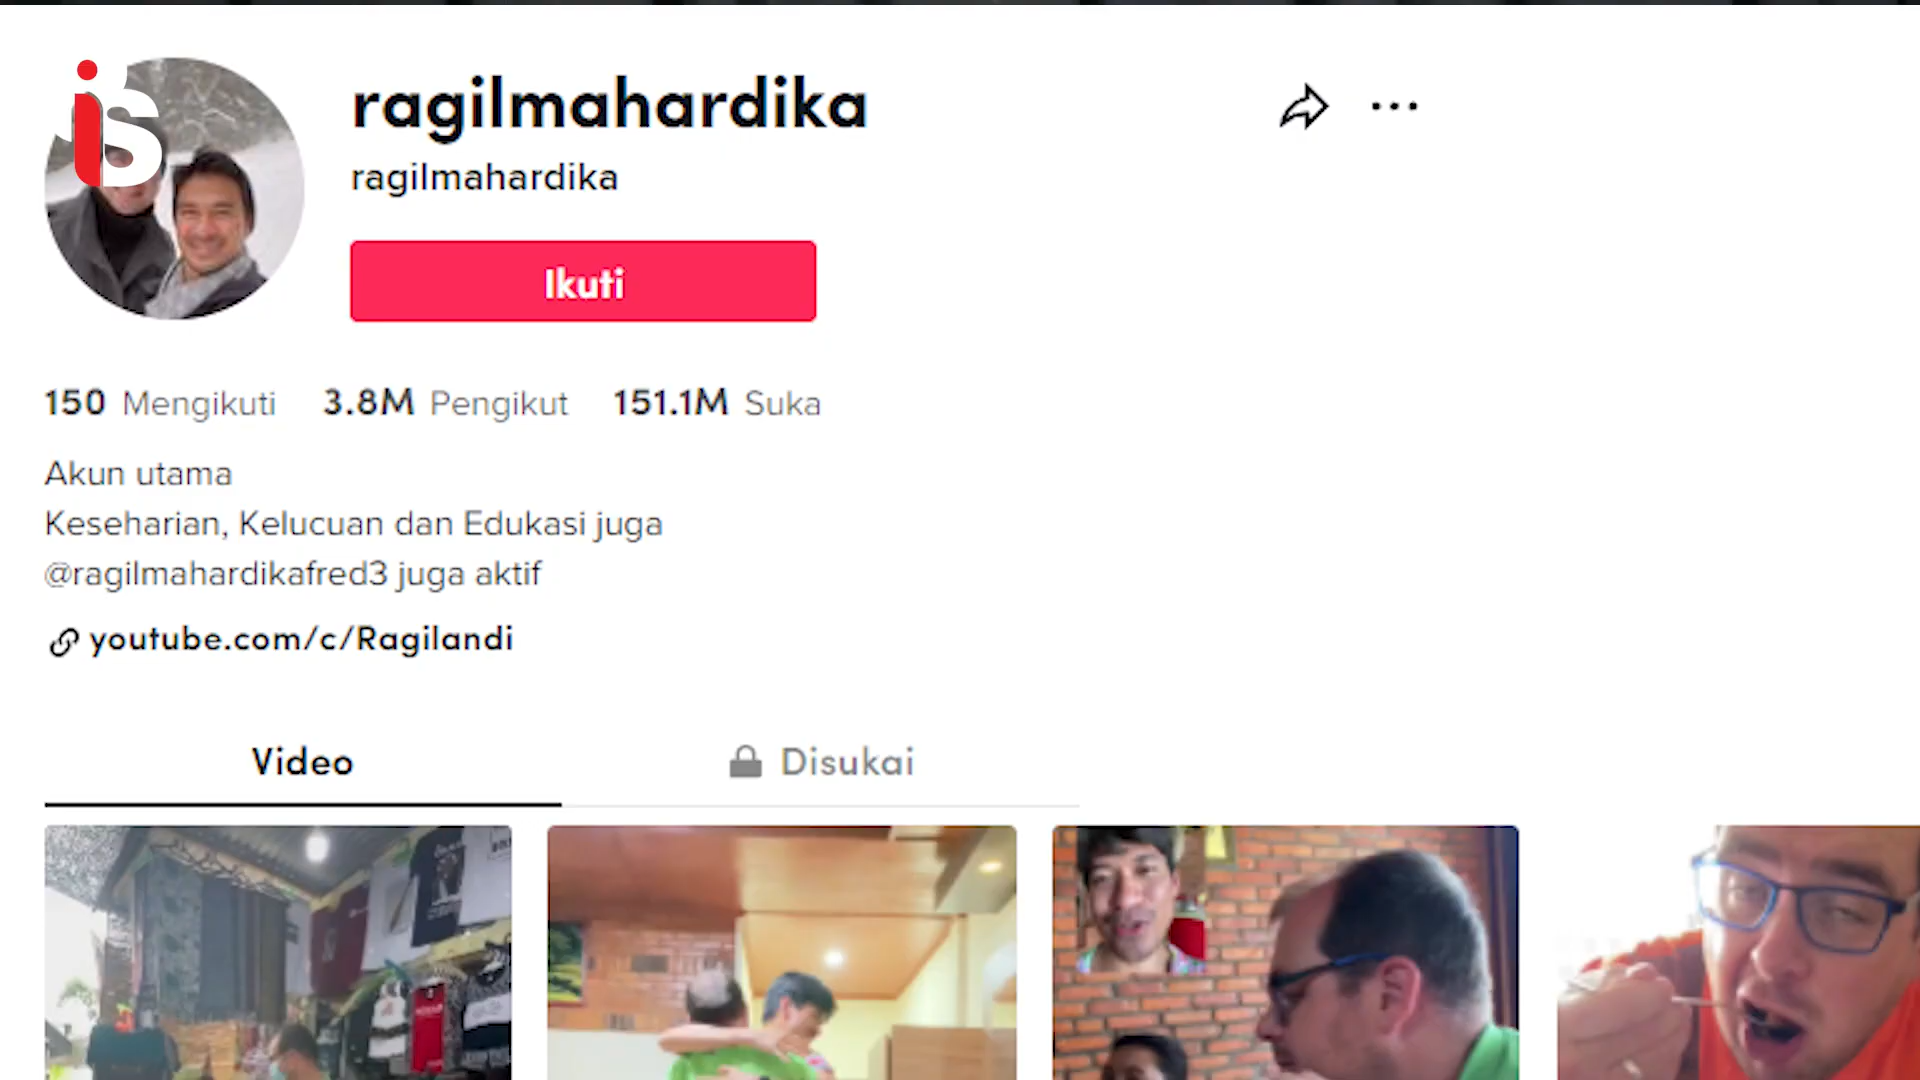 is
ragilmahardika
ragilmahardika
Ikuti
150 Mengikuti 3.8M Pengikut 151.1M Suka
Akun utama
Keseharian, Kelucuan dan Edukasi juga
@ragilmahardikafred3 juga aktif
youtube.com/c/Ragilandi
Video
Disukai